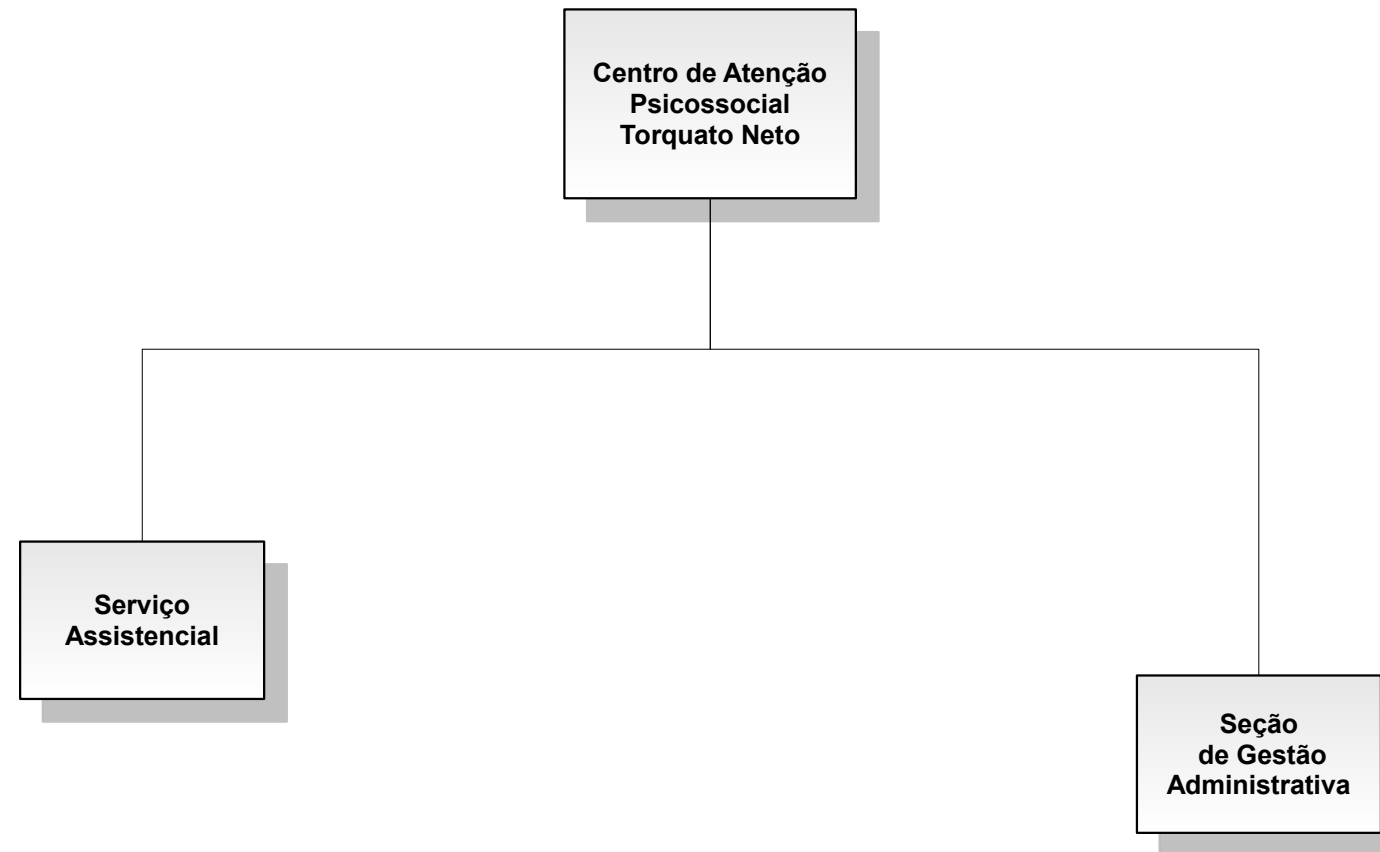 Centro de Atenção
Psicossocial
Torquato Neto
Serviço
Assistencial
Seção
de Gestão
Administrativa